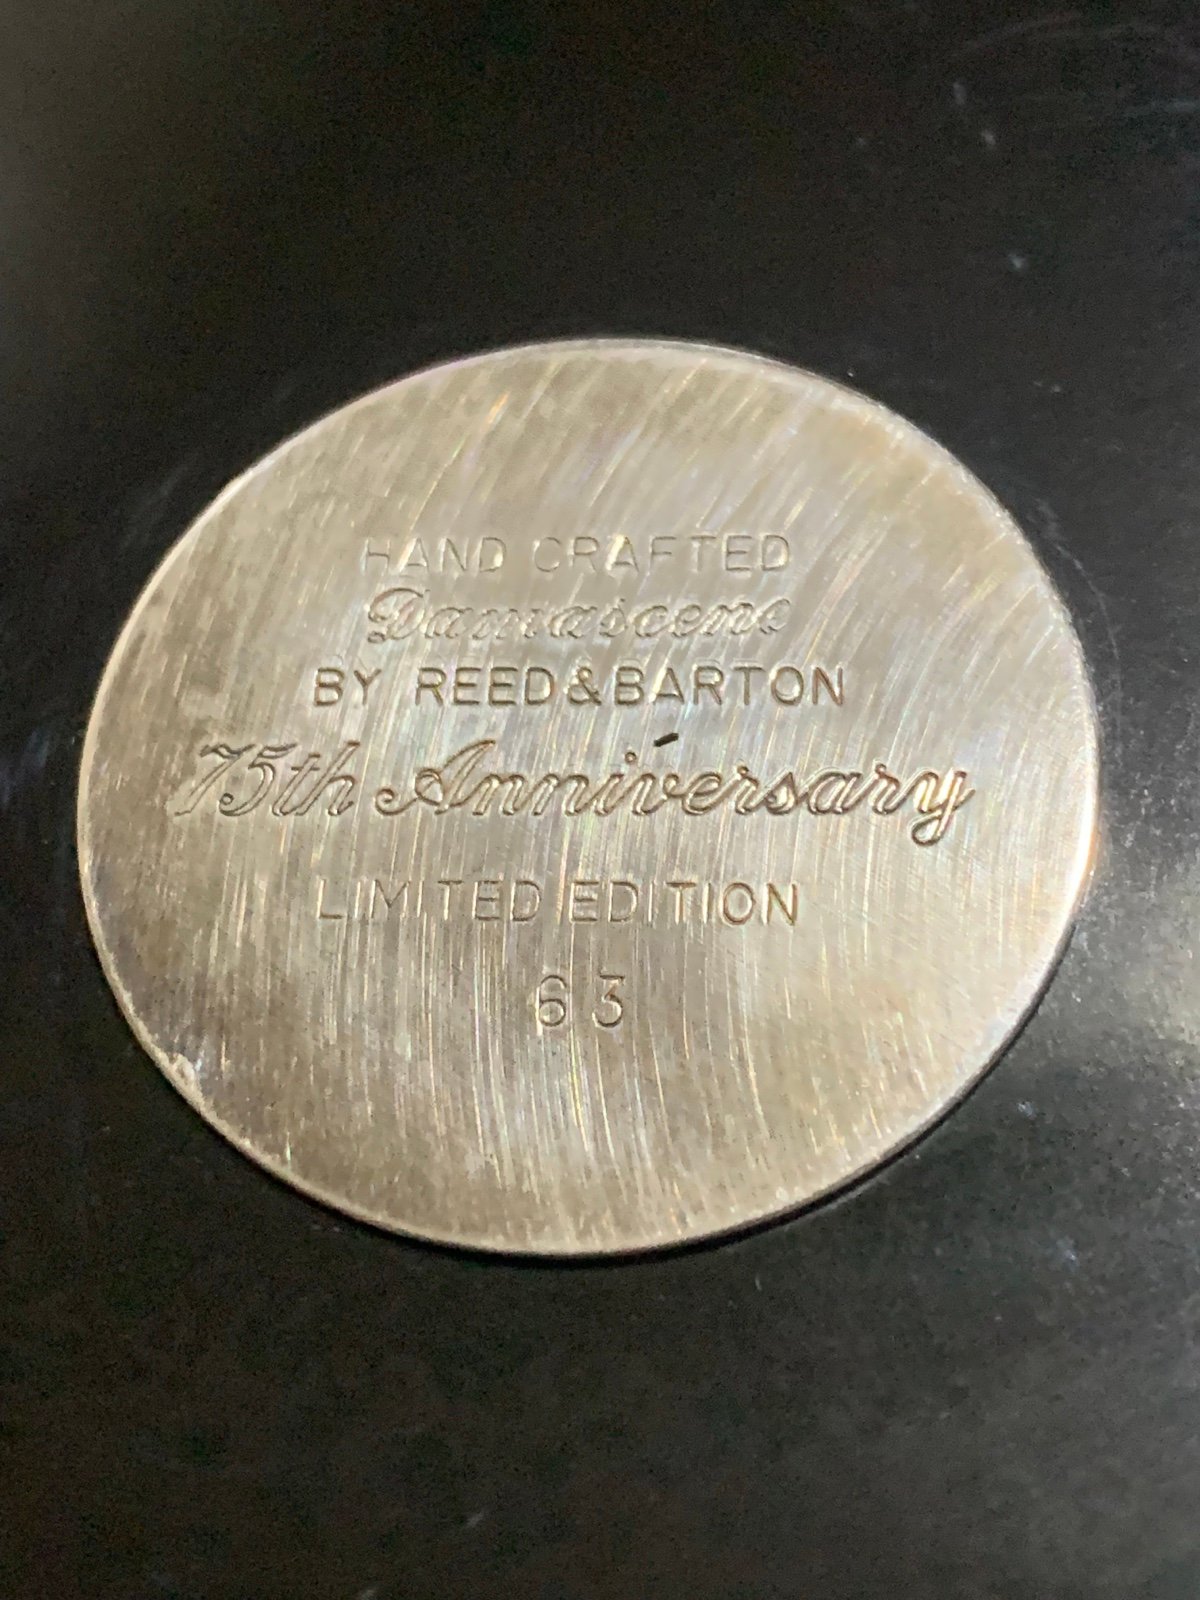 HAND CRAFTED
Damascene
BY REED & BARTON
75th Anniversary
LIMITED EDITION
63